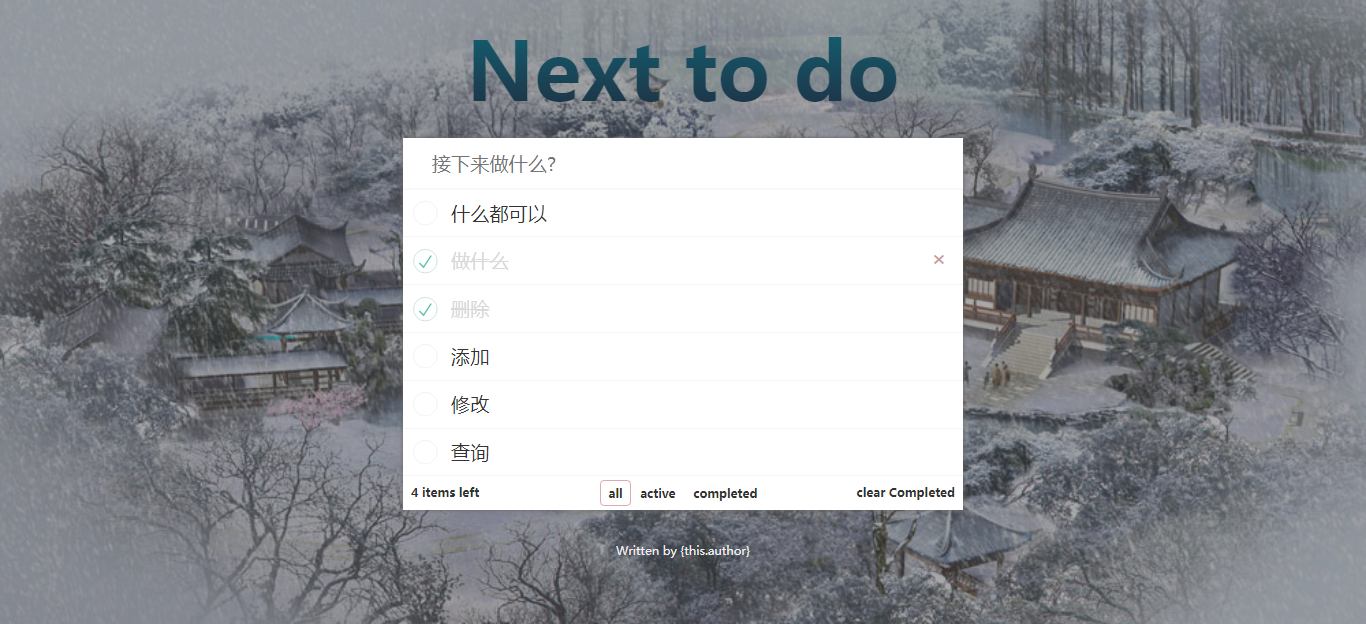 Next to do
接下来做什么?
什么都可以
做什么
删除
添加
修改
查询
4 items left all active completed clear Completed
Written by {this.author}